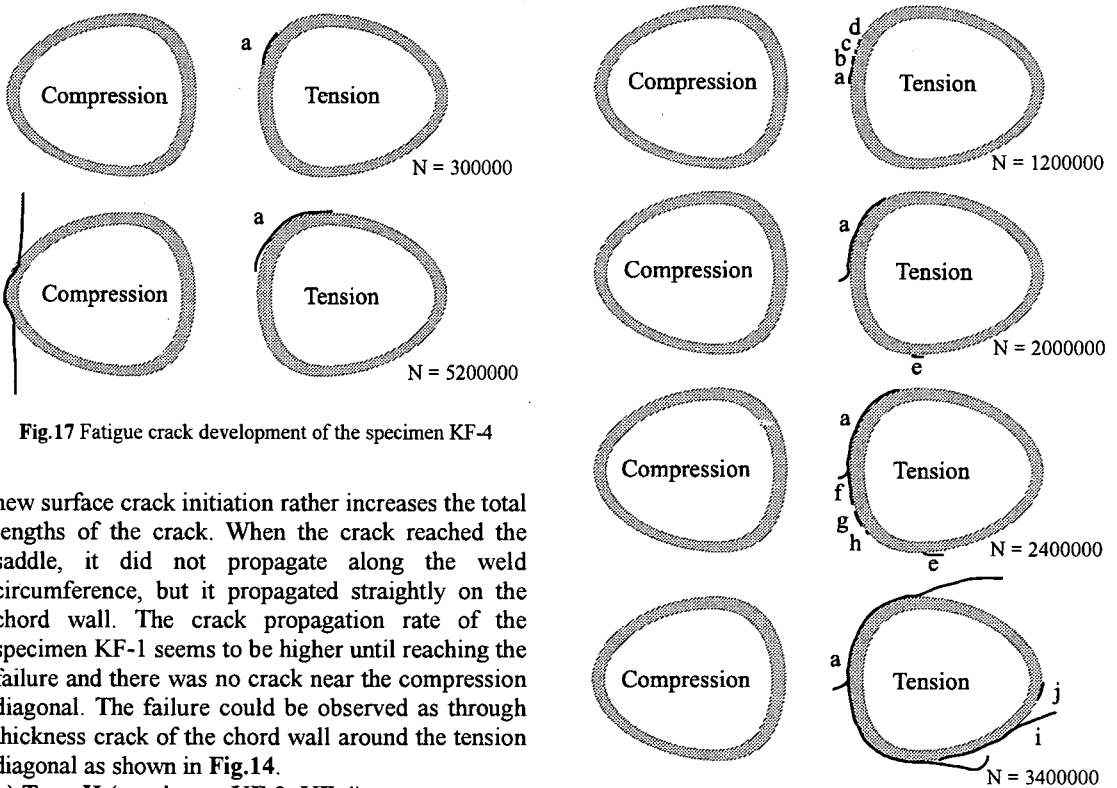 a
Compression
Tension
N = 300000
a
Compression
Tension
N = 5200000
Fig.17 Fatigue crack development of the specimen KF-4
new surface crack initiation rather increases the total
lengths of the crack. When the crack reached the
saddle, it did not propagate along the weld
circumference, but it propagated straightly on the
chord wall. The crack propagation rate of the
specimen KF-1 seems to be higher until reaching the
failure and there was no crack near the compression
diagonal. The failure could be observed as through
thickness crack of the chord wall around the tension
diagonal as shown in Fig.14.
d
c
b
a
Compression
Tension
N = 1200000
a
Compression
Tension
N = 2000000
e
a
Compression
Tension
f
g
h
e
N = 2400000
a
Compression
Tension
j
i
N = 3400000